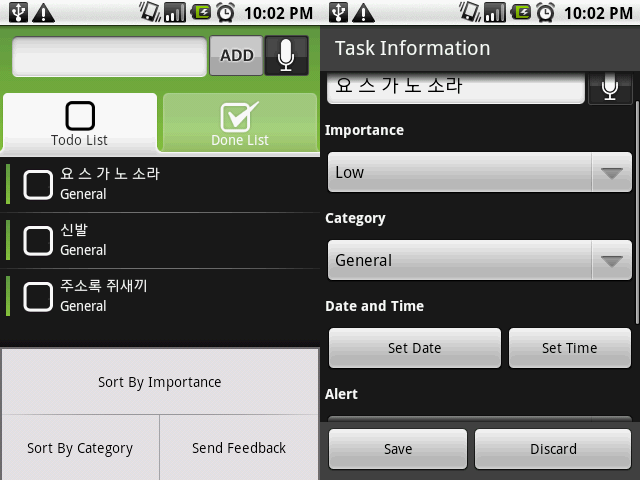 10:02 PM
ADD
Todo List
Done List
요 스 가 노 소라
General
신발
General
주소록 쥐새끼
General
Sort By Importance
Sort By Category
Send Feedback
10:02 PM
Task Information
요 스 가 노 소라
Importance
Low
Category
General
Date and Time
Set Date
Set Time
Alert
Save
Discard